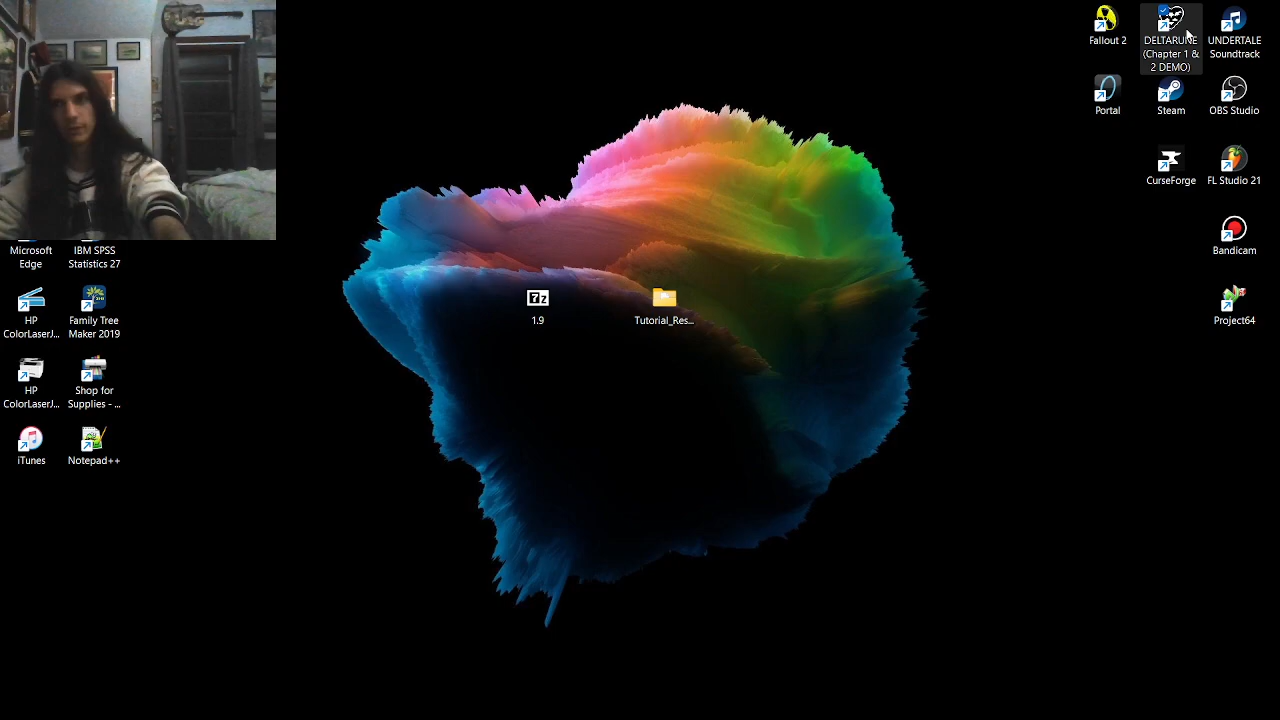 Fallout 2
DELTARUNE
(Chapter 1 &
2 DEMO)
UNDERTALE
Soundtrack
Portal
Steam
OBS Studio
CurseForge
FL Studio 21
Microsoft
Edge
IBM SPSS
Statistics 27
Bandicam
HP
ColorLaserJ...
Family Tree
Maker 2019
7z
1.9
Tutorial_Res...
Project64
HP
ColorLaserJ...
Shop for
Supplies - ...
iTunes
Notepad++